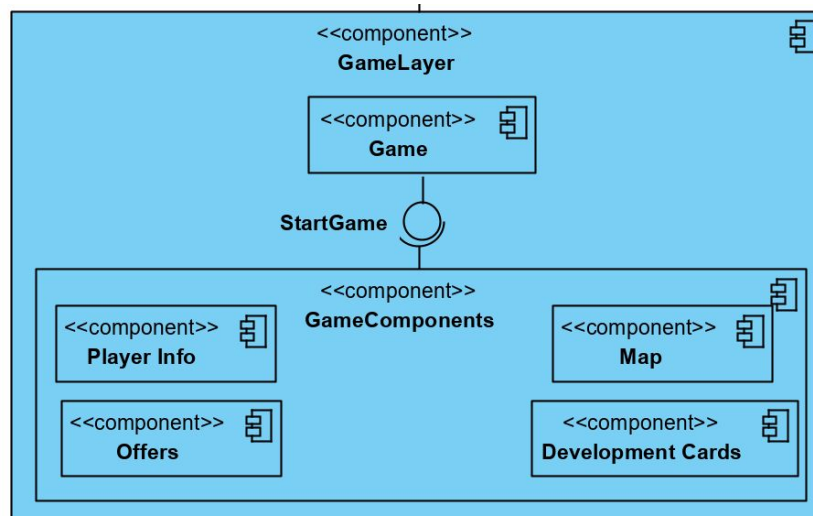 <<component>>
GameLayer
<<component>>
Game
StartGame
<<component>>
GameComponents
<<component>>
Player Info
<<component>>
Map
<<component>>
Offers
<<component>>
Development Cards